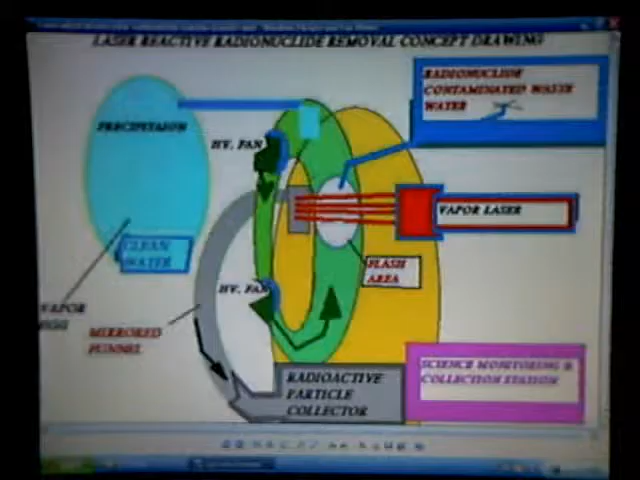 LASER REACTIVE RADIONUCLIDE REMOVAL CONCEPT DRAWING
RADIONUCLIDE
CONTAMINATED WASTE
WATER
PRECIPITAION
HV. FAN
VAPOR LASER
CLEAN
WATER
FLASH
AREA
HV. FAN
VAPOR
MIRRORED
FUNNEL
SCIENCE MONITORING &
COLLECTION STATION
RADIOACTIVE
PARTICLE
COLLECTOR